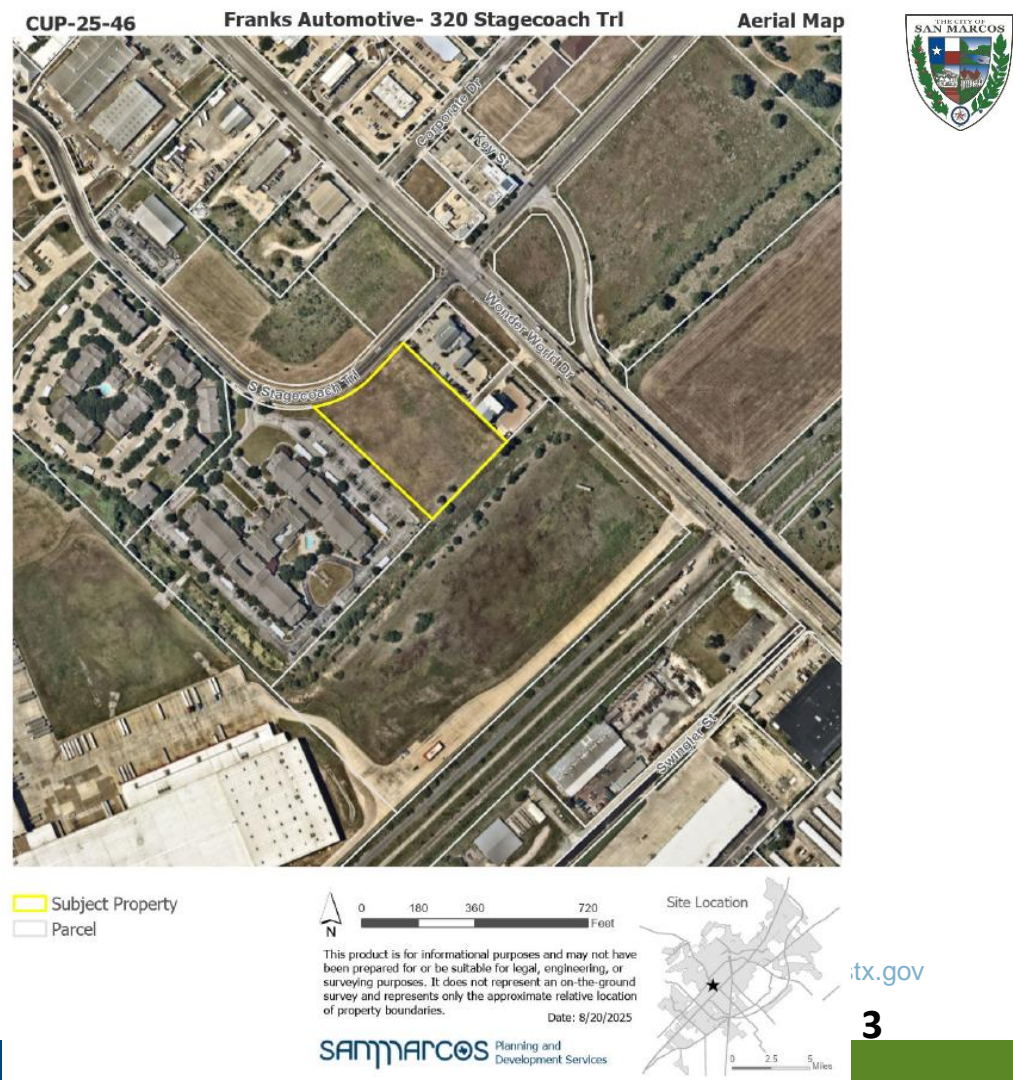 CUP-25-46
Franks Automotive- 320 Stagecoach Trl
Aerial Map
THE CITY OF
SAN MARCOS
Corporate Dr
Key St
Wonder World Dr
S Stagecoach Trl
Swingler St
Subject Property
Parcel
N
0 180 360 720
Feet
This product is for informational purposes and may not have
been prepared for or be suitable for legal, engineering, or
surveying purposes. It does not represent an on-the-ground
survey and represents only the approximate relative location
of property boundaries.
Date: 8/20/2025
SANMARCOS
Planning and
Development Services
Site Location
0 2.5 5
Miles
tx.gov
3